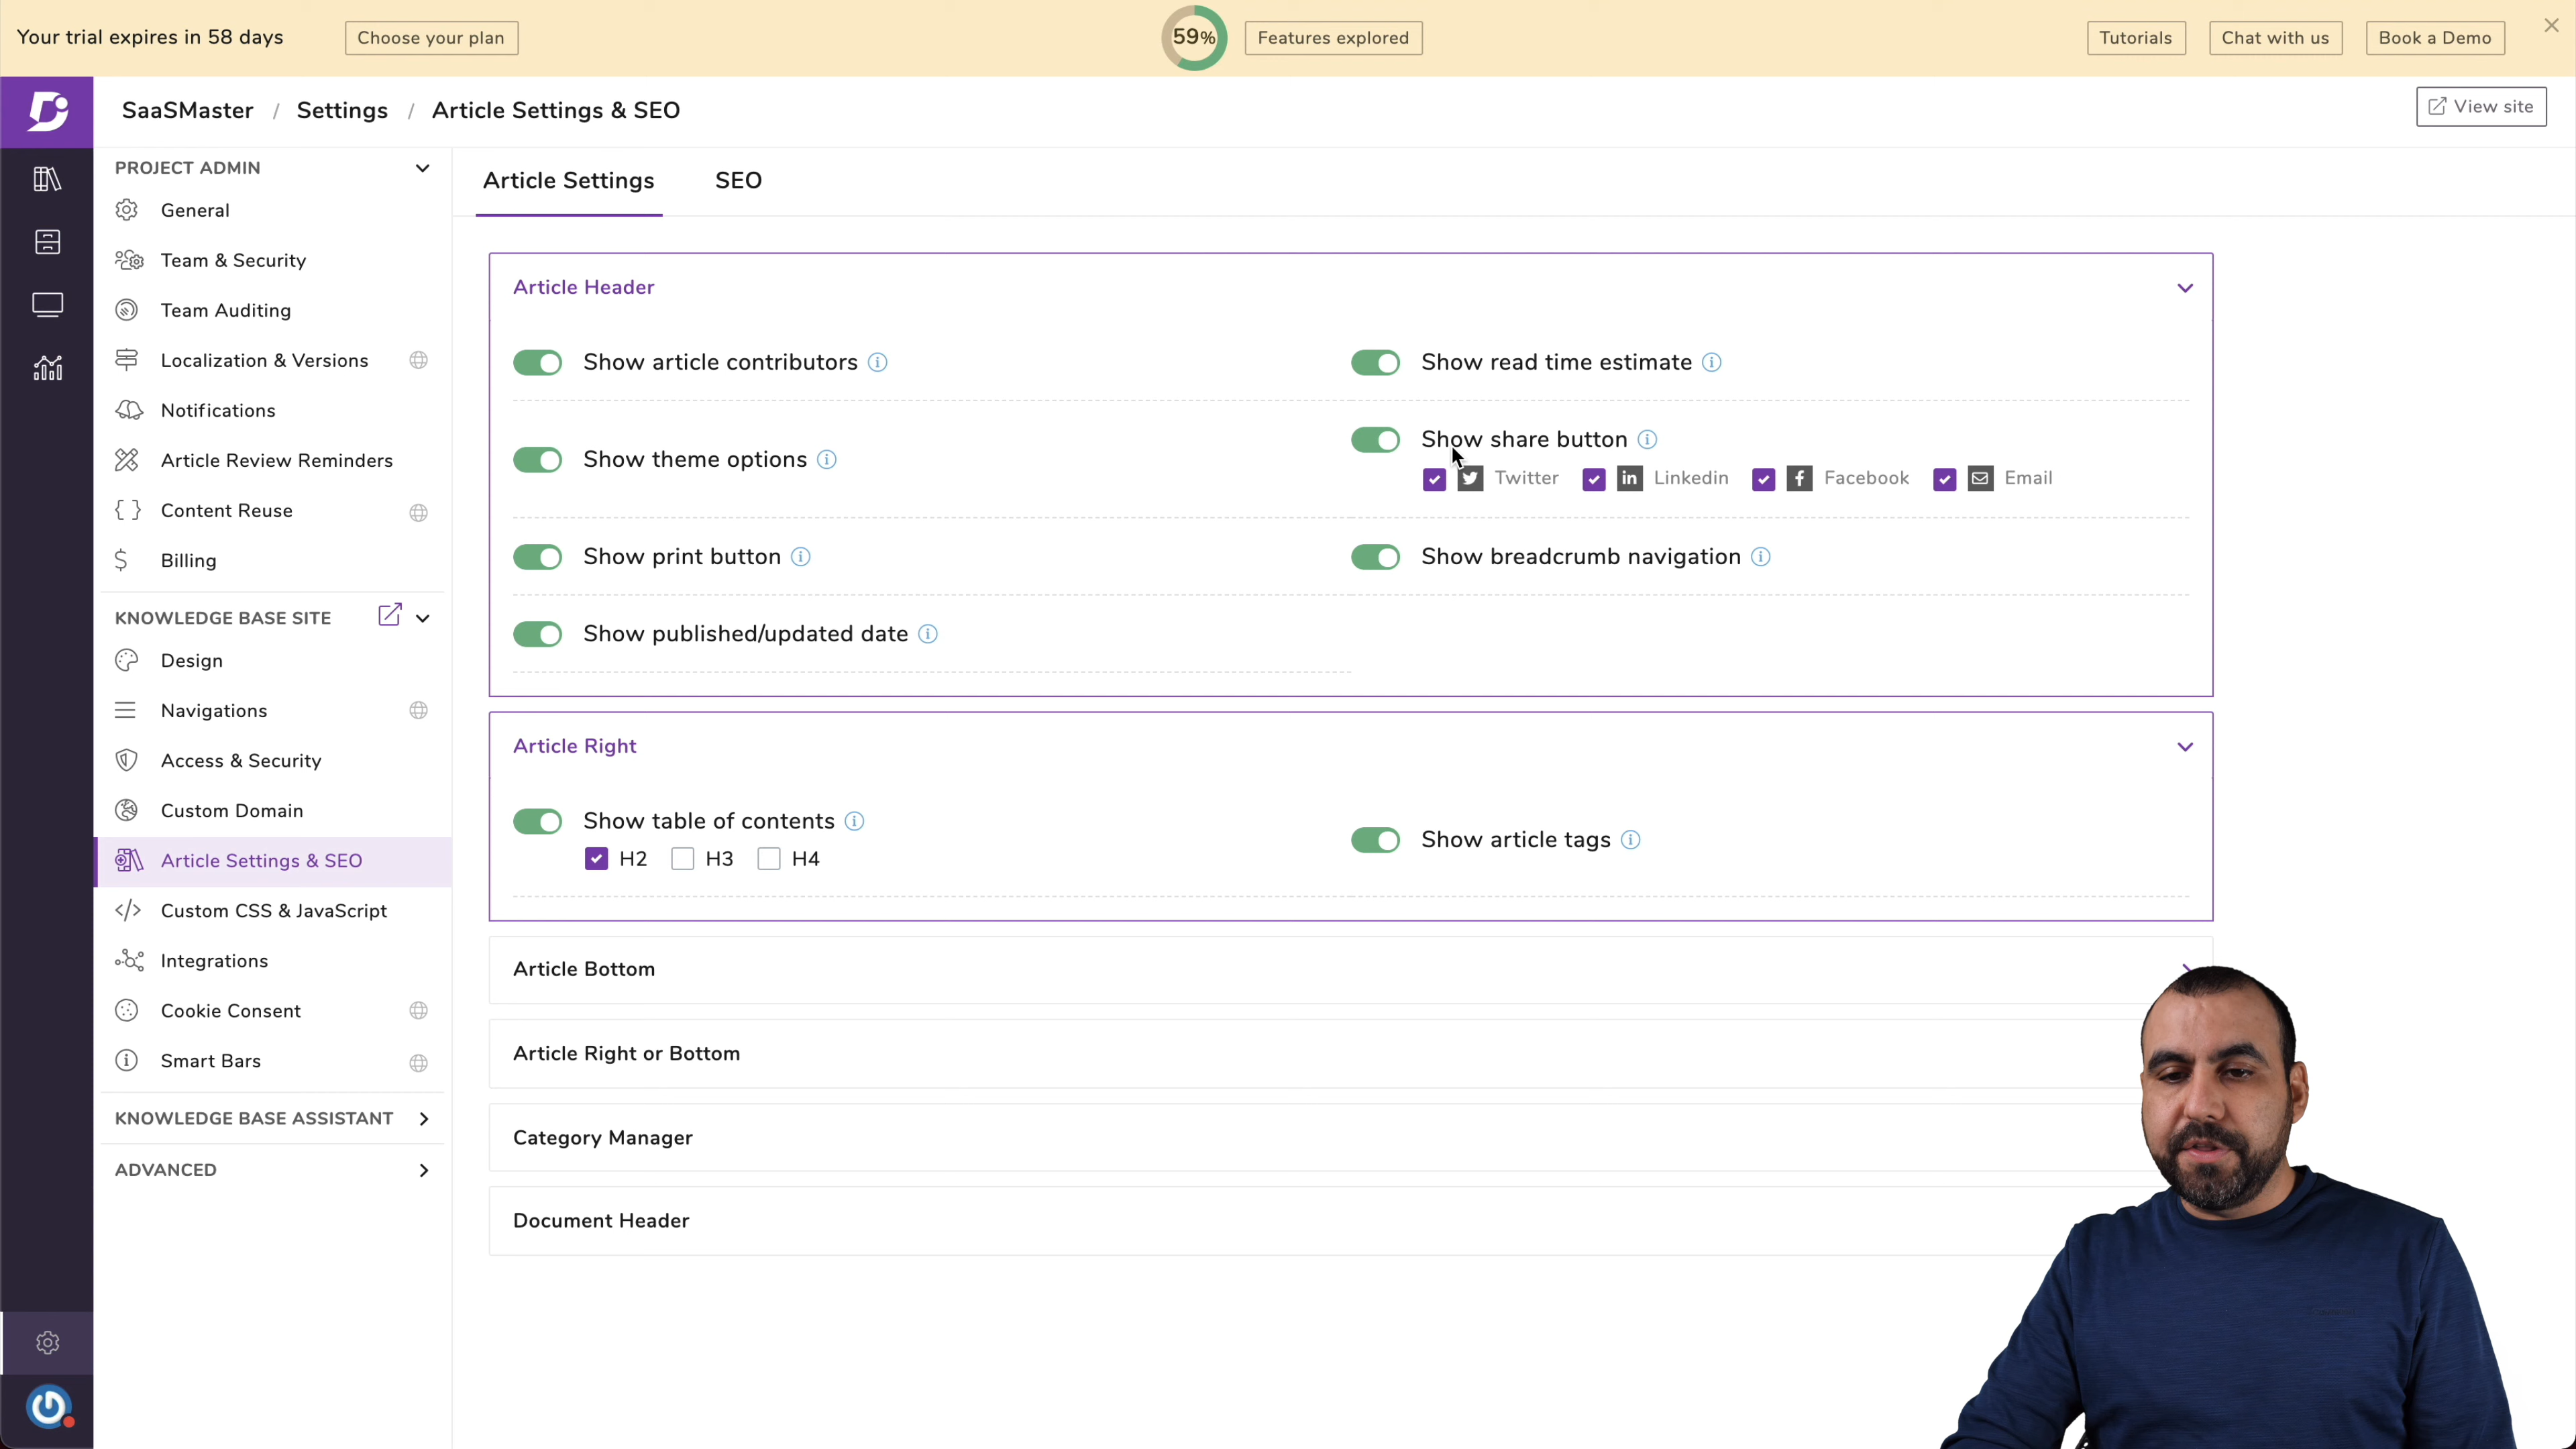 Your trial expires in 58 days
Choose your plan
59%
Features explored
Tutorials
Chat with us
Book a Demo
SaaSMaster / Settings / Article Settings & SEO
View site
PROJECT ADMIN
General
Team & Security
Team Auditing
Localization & Versions
Notifications
Article Review Reminders
Content Reuse
Billing
KNOWLEDGE BASE SITE
Design
Navigations
Access & Security
Custom Domain
Article Settings & SEO
Custom CSS & JavaScript
Integrations
Cookie Consent
Smart Bars
KNOWLEDGE BASE ASSISTANT
ADVANCED
Article Settings
SEO
Article Header
Show article contributors
Show read time estimate
Show theme options
Show share button
Twitter
Linkedin
Facebook
Email
Show print button
Show breadcrumb navigation
Show published/updated date
Article Right
Show table of contents
H2
H3
H4
Show article tags
Article Bottom
Article Right or Bottom
Category Manager
Document Header